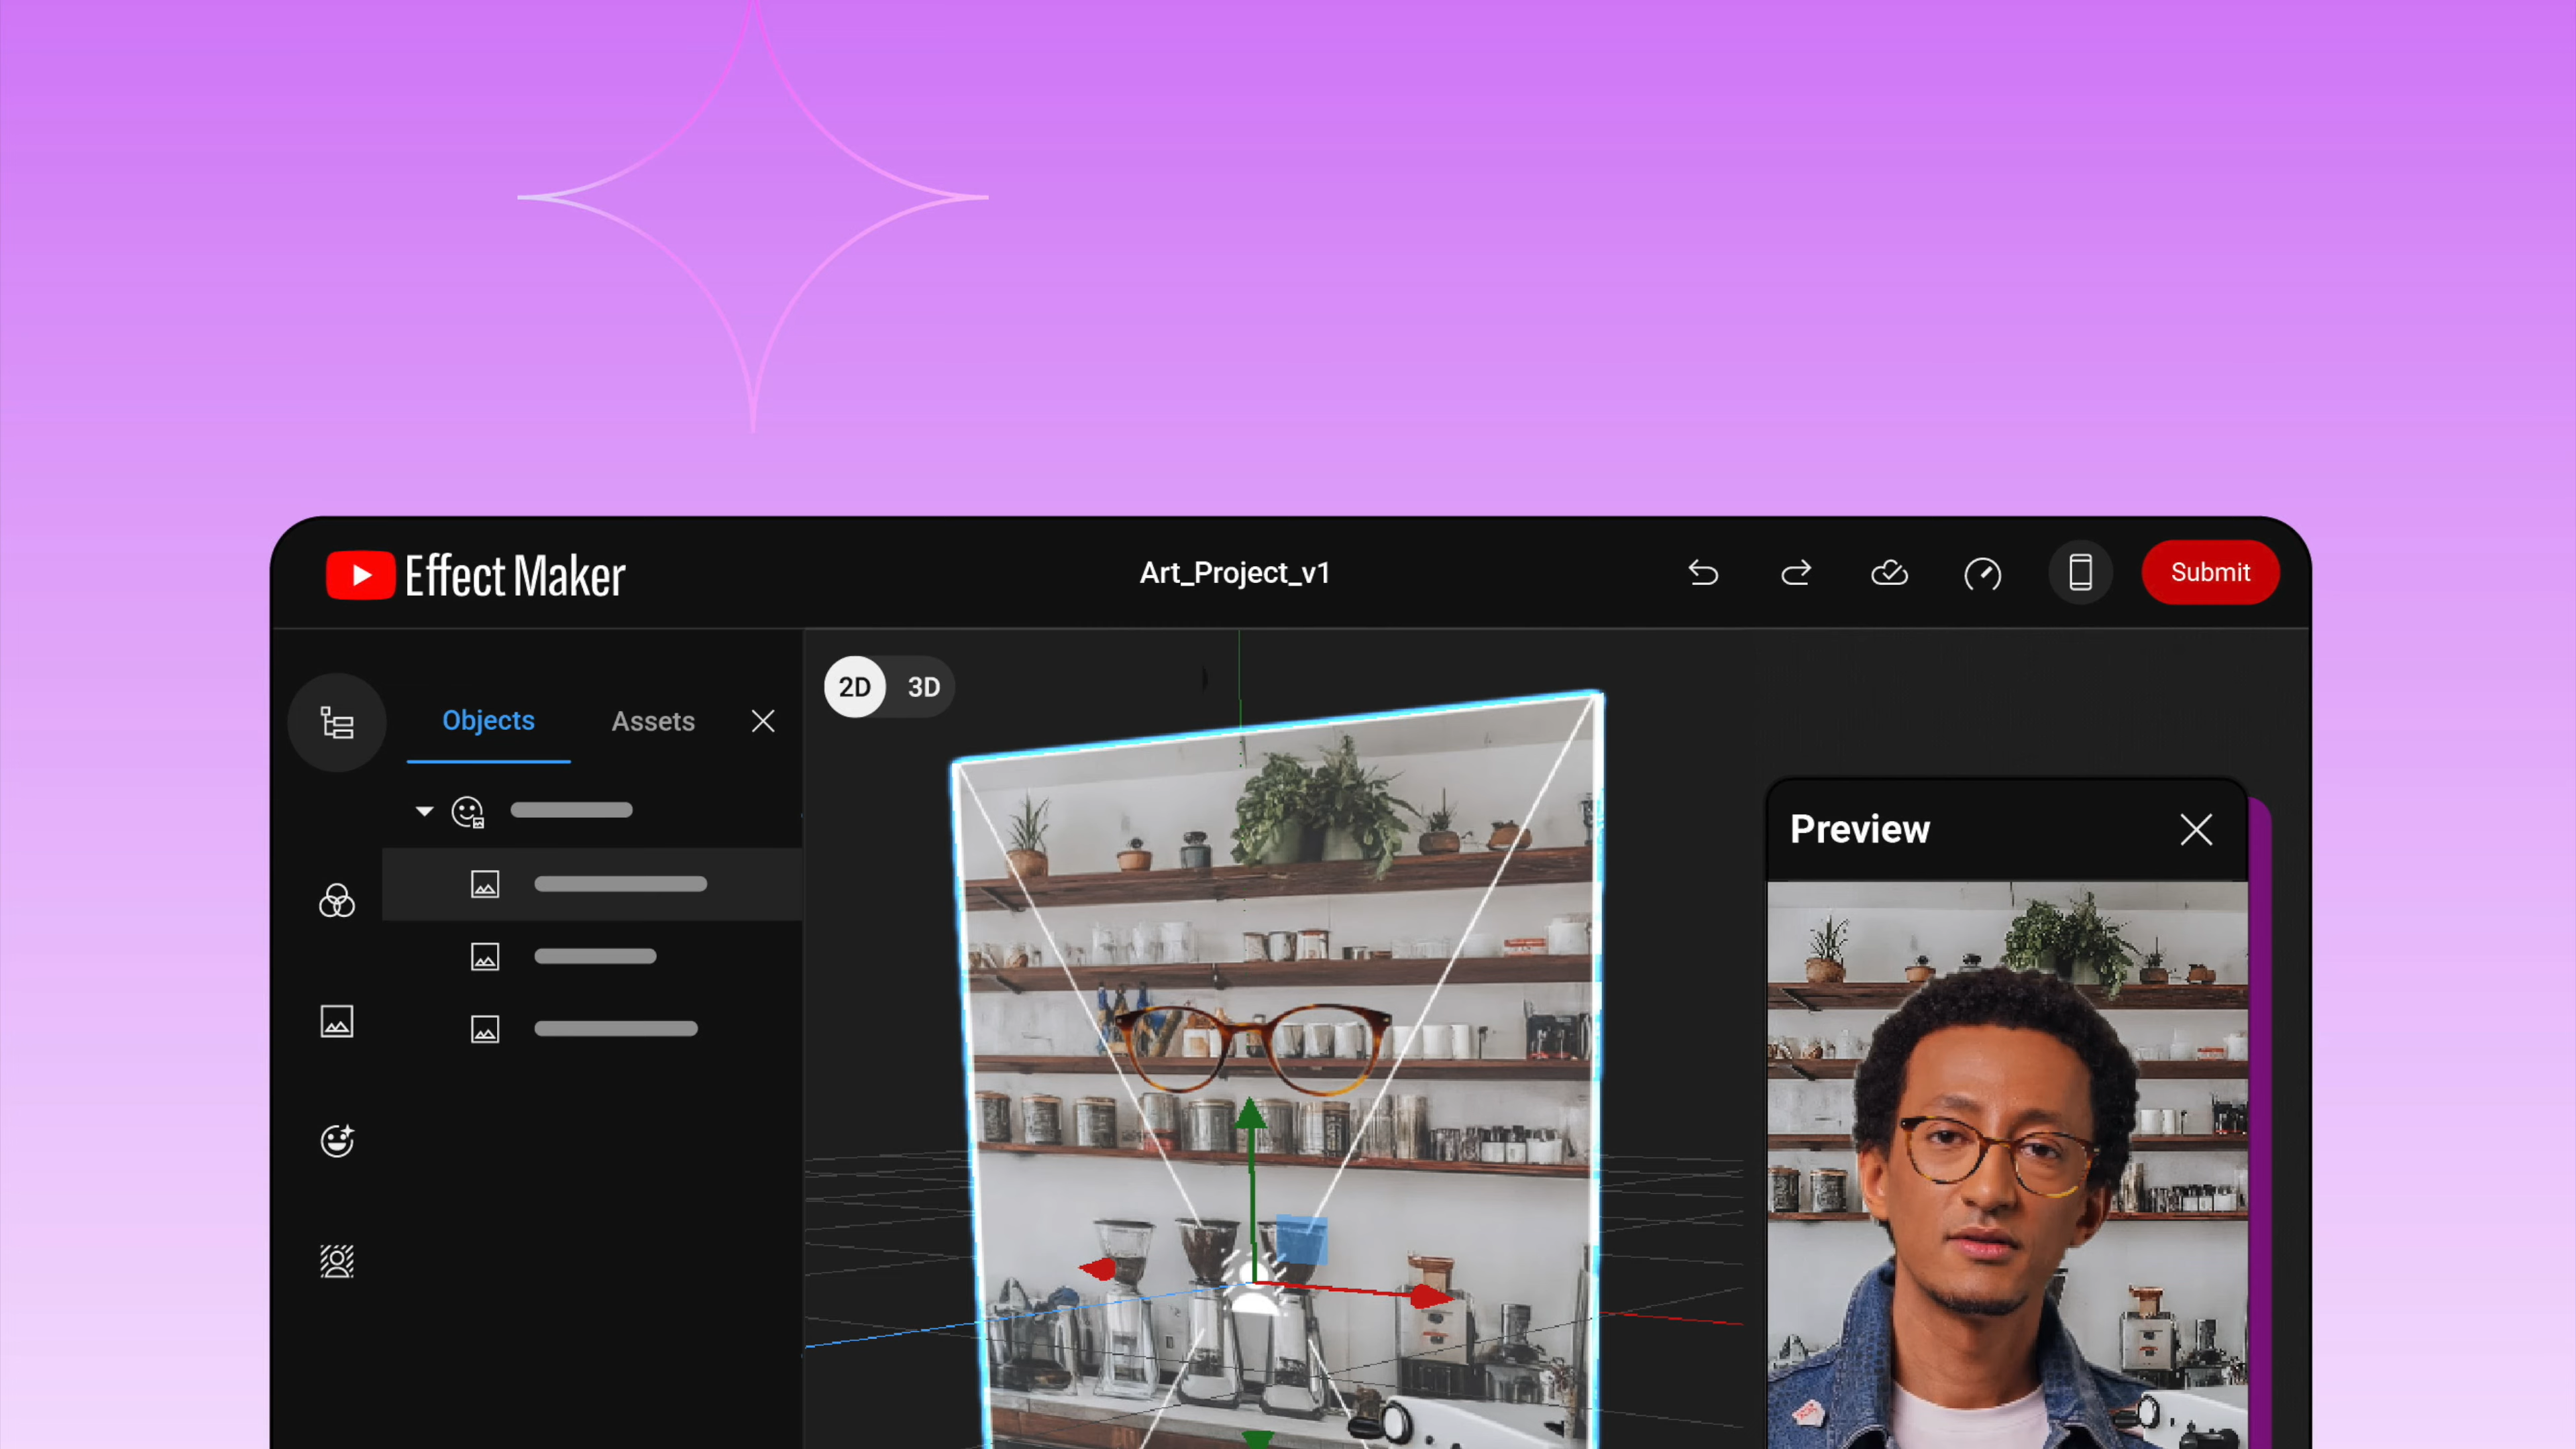 Effect Maker
Art_Project_v1
Submit
2D 3D
Objects Assets
Preview